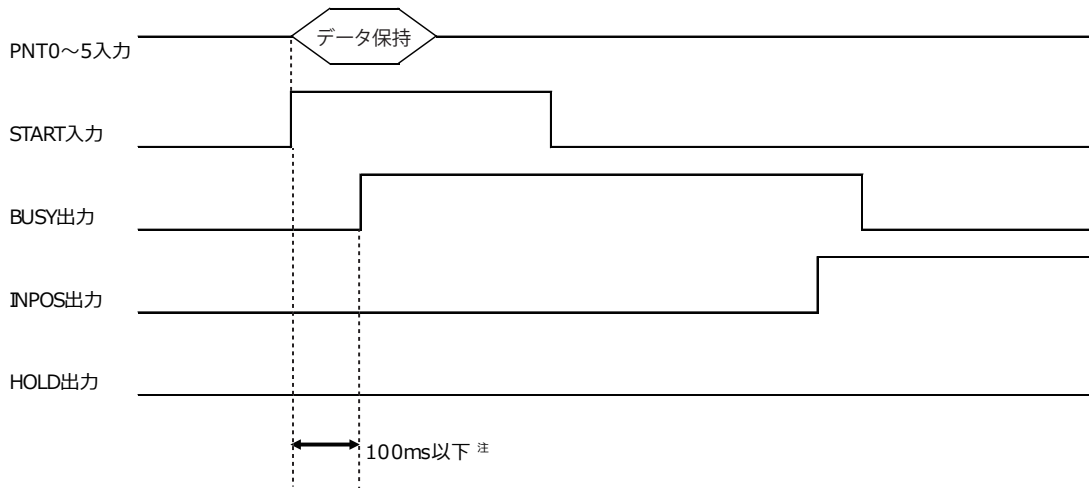 データ保持
PNT0～5入力
START入力
BUSY出力
INPOS出力
HOLD出力
100ms以下 注